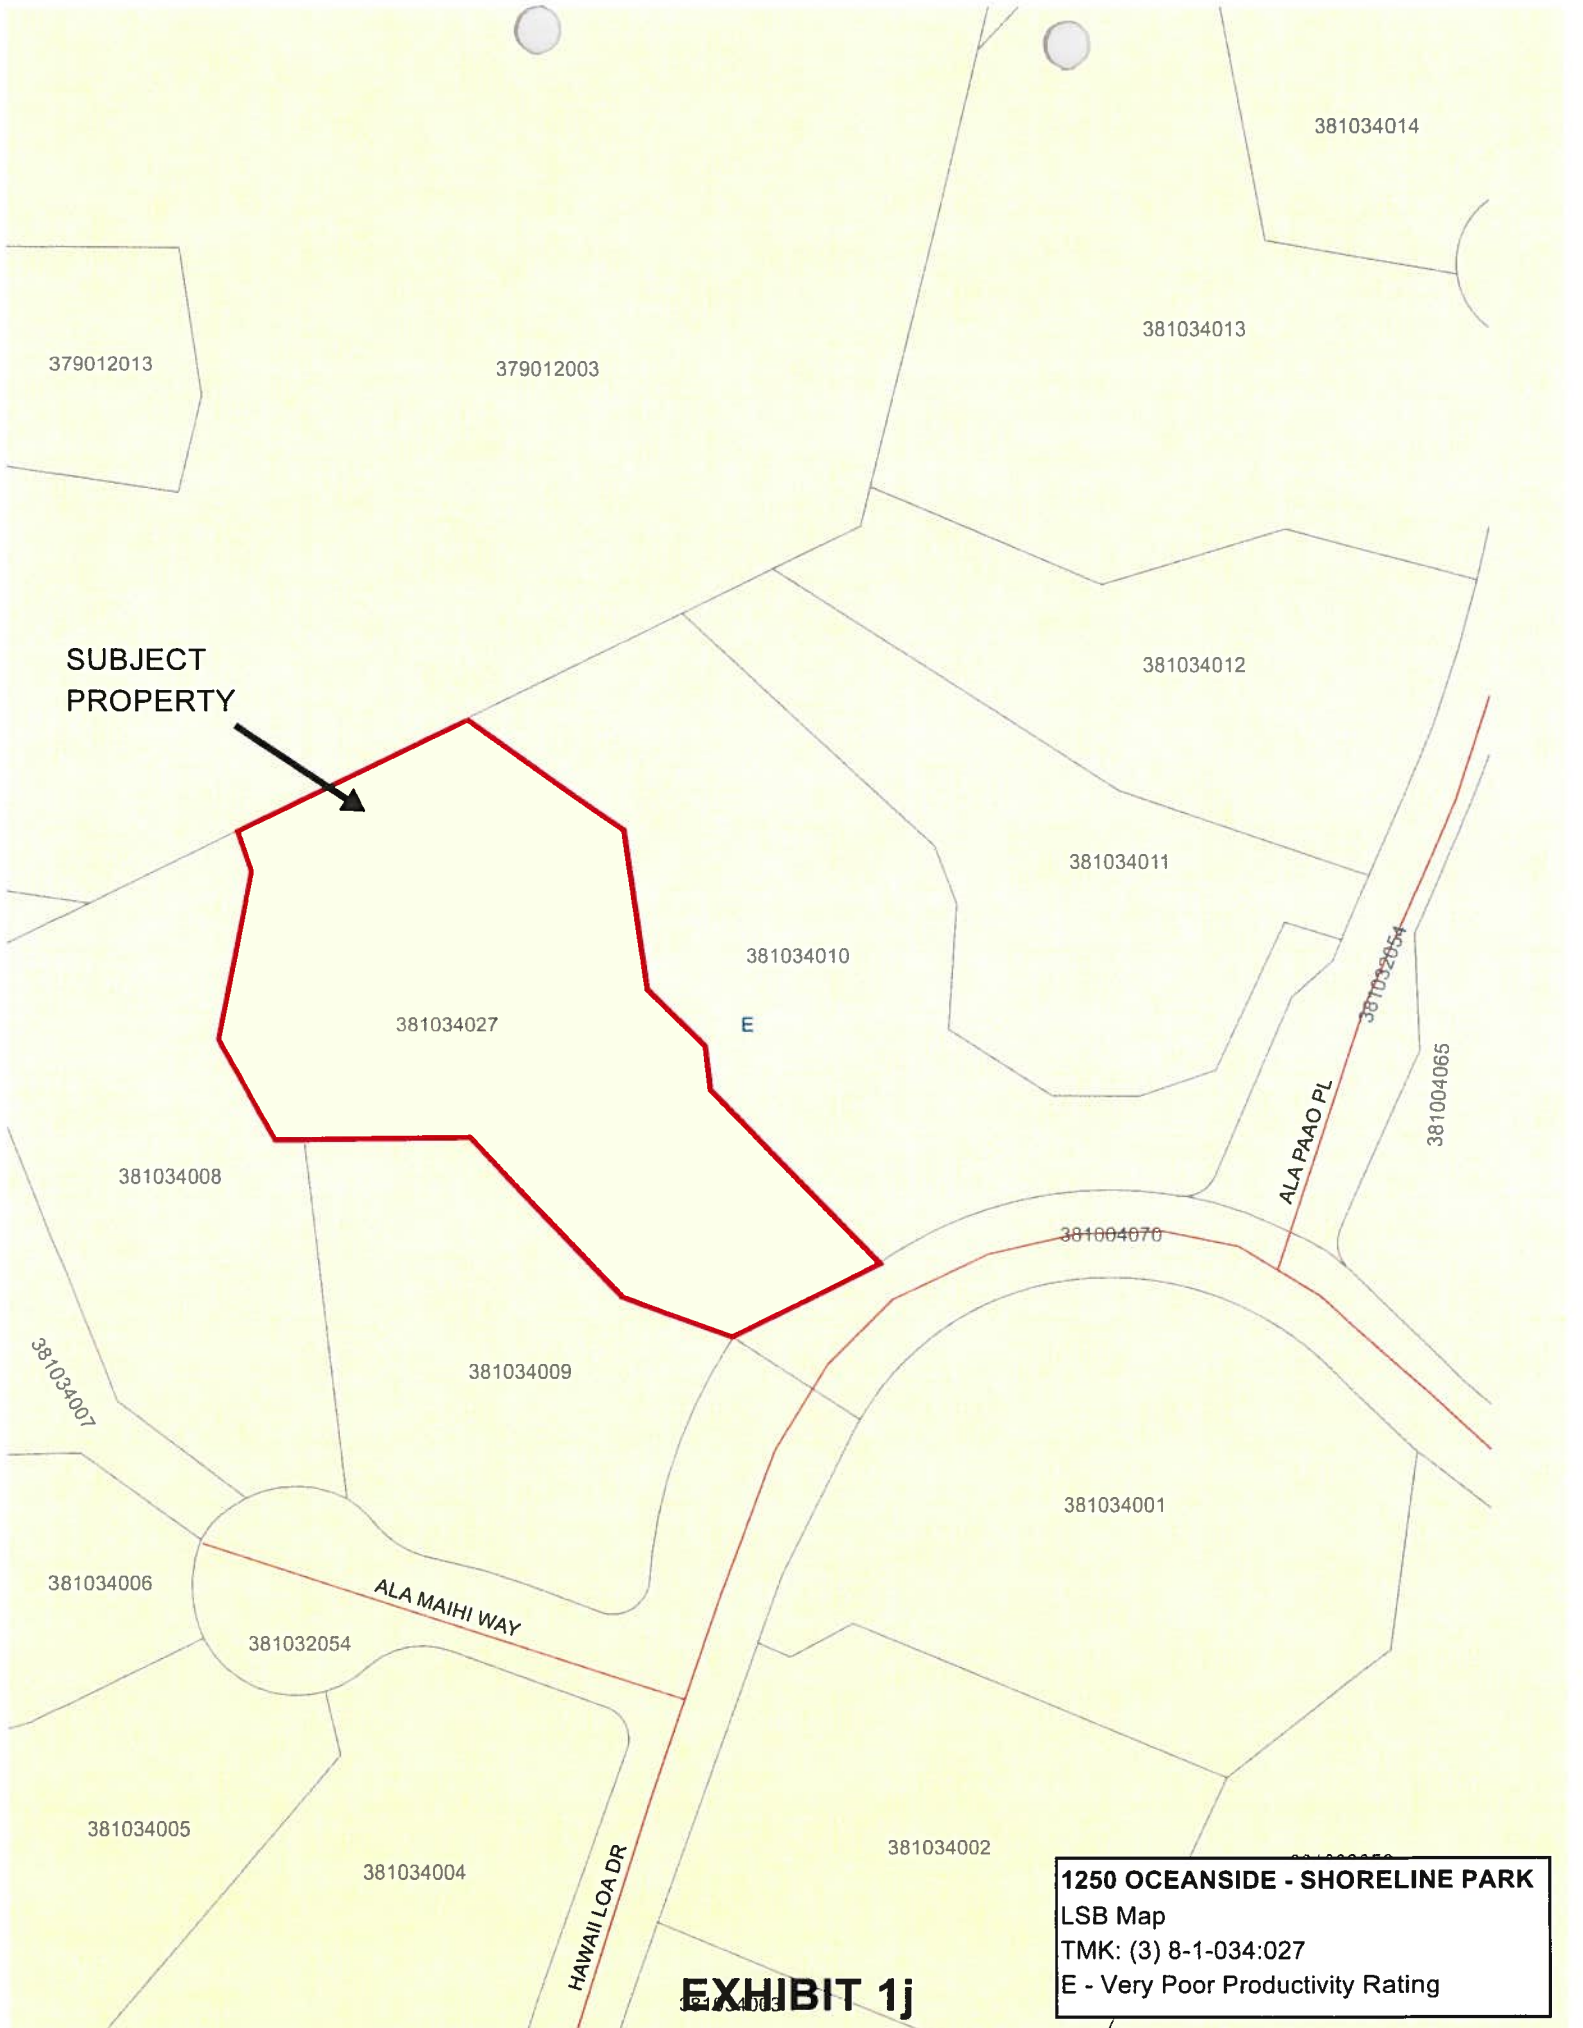 381034014
381034013
379012013
379012003
SUBJECT
PROPERTY
381034012
381034011
381034010
381032054
381034027
E
381004065
ALA PAAO PL
381034008
381004070
381034007
381034009
381034001
381034006
ALA MAIHI WAY
381032054
381034005
381034004
381034002
HAWAII LOA DR
1250 OCEANSIDE - SHORELINE PARK
LSB Map
TMK: (3) 8-1-034:027
E - Very Poor Productivity Rating
EXHIBIT 1j